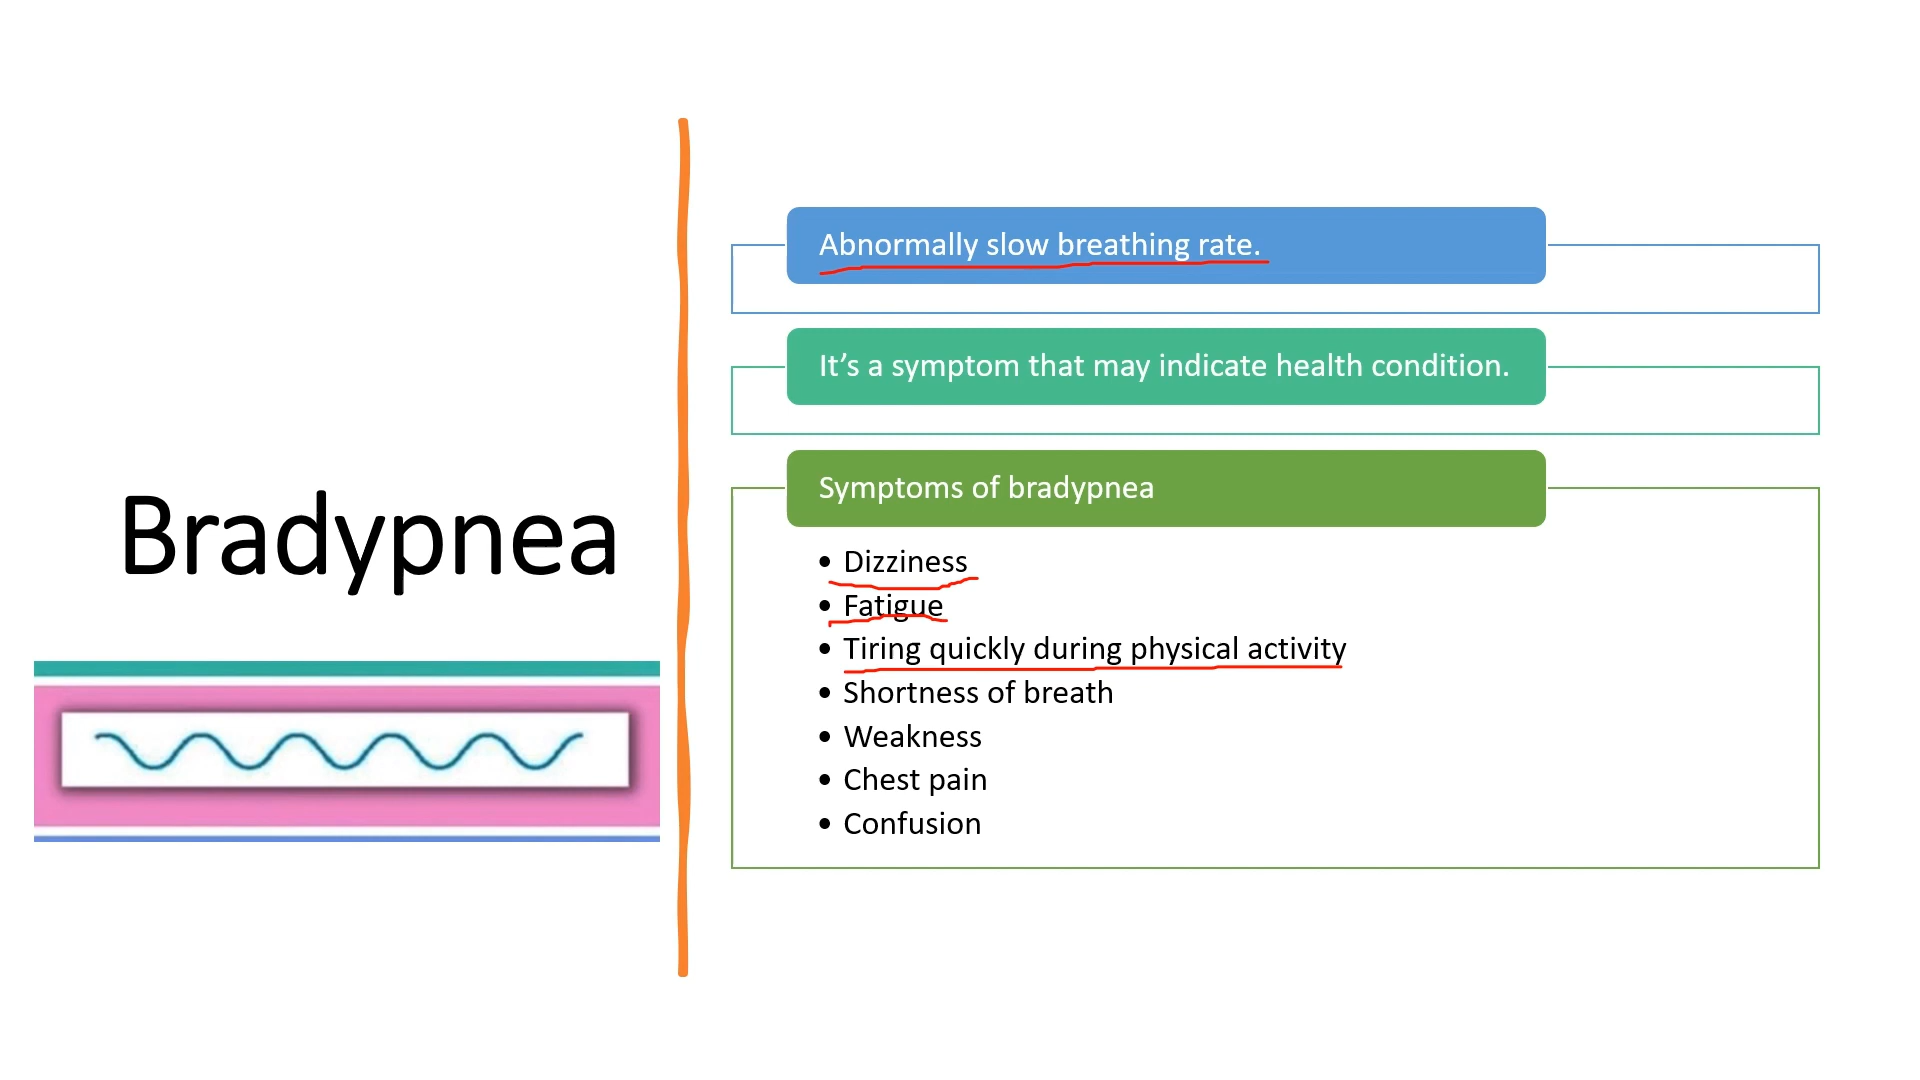 Bradypnea
Abnormally slow breathing rate.
It’s a symptom that may indicate health condition.
Symptoms of bradypnea
• Dizziness
• Fatigue
• Tiring quickly during physical activity
• Shortness of breath
• Weakness
• Chest pain
• Confusion